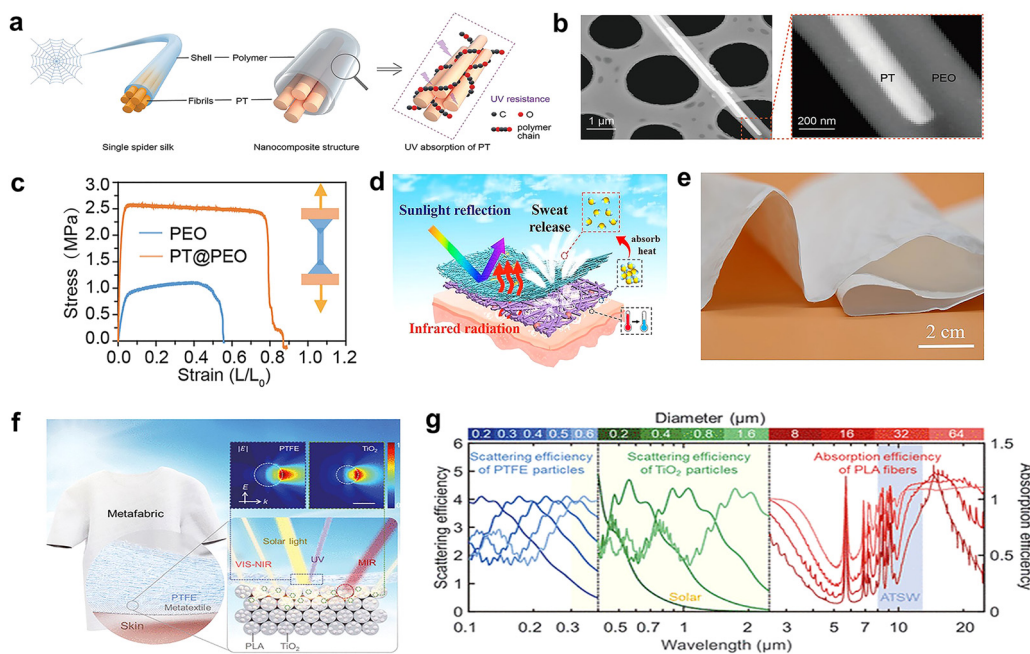 a
Shell
Polymer
Fibrils
PT
UV resistance
C
O
polymer
chain
Single spider silk
Nanocomposite structure
UV absorption of PT
b
1 μm
PT
PEO
200 nm
c
3.0
2.5
2.0
1.5
1.0
0.5
0.0
Stress (MPa)
PEO
PT@PEO
0 0.2 0.4 0.6 0.8 1.0 1.2
Strain (L/L0)
d
Sunlight reflection
Sweat
release
absorb
heat
Infrared radiation
e
2 cm
f
Metafabric
PTFE
Metatextile
Skin
|E|
PTFE
TiO2
E
k
1
Solar light
VIS-NIR
UV
MIR
PLA
TiO2
g
Diameter (μm)
0.2 0.3 0.4 0.5 0.6
0.2 0.4 0.8 1.6
8 16 32 64
Scattering efficiency
of PTFE particles
Scattering efficiency
of TiO2 particles
Absorption efficiency
of PLA fibers
6
5
4
3
2
1
0
Scattering efficiency
1.5
1
0.5
0
Absorption efficiency
Solar
ATSW
0.1 0.2 0.3 0.5 0.7 1 2 3 5 7 10 20
Wavelength (μm)